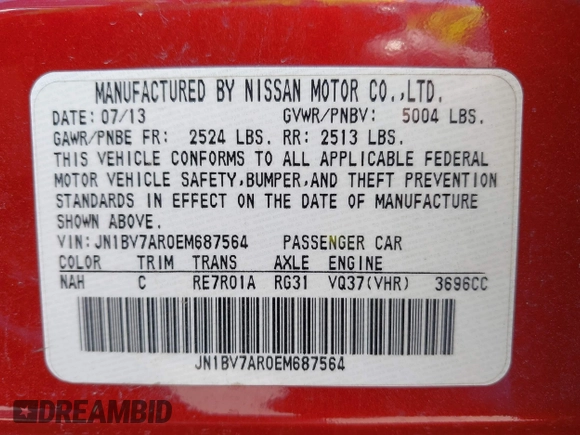 MANUFACTURED BY NISSAN MOTOR CO.,LTD.
DATE: 07/13 GVWR/PNBV: 5004 LBS.
GAWR/PNBE FR: 2524 LBS. RR: 2513 LBS.
THIS VEHICLE CONFORMS TO ALL APPLICABLE FEDERAL
MOTOR VEHICLE SAFETY,BUMPER,AND THEFT PREVENTION
STANDARDS IN EFFECT ON THE DATE OF MANUFACTURE
SHOWN ABOVE.
VIN: JN1BV7AR0EM687564 PASSENGER CAR
COLOR TRIM TRANS AXLE ENGINE
NAH C RE7R01A RG31 VQ37(VHR) 3696CC
JN1BV7AR0EM687564
DREAMBID